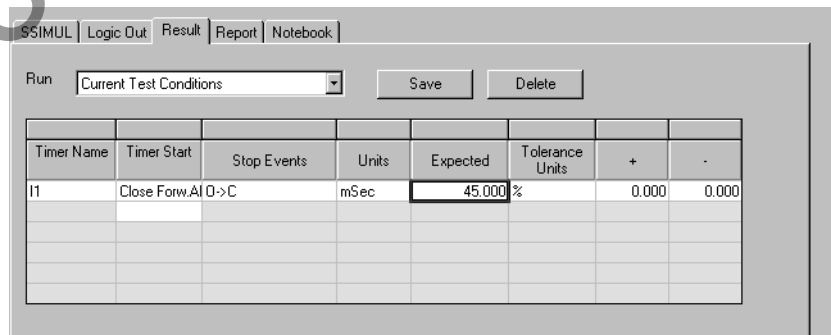 SSIMUL Logic Out Result Report Notebook
Run Current Test Conditions Save Delete
Timer Name Timer Start Stop Events Units Expected Tolerance Units + -
I1 Close Forw.Al O->C mSec 45.000 % 0.000 0.000